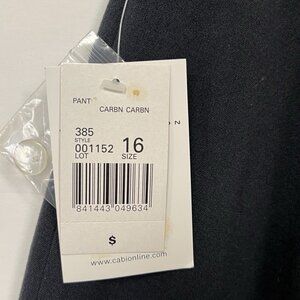 PANT
CARBN CARBN
385
STYLE
001152 16
LOT SIZE
841443 049634
$
www.cabionline.com